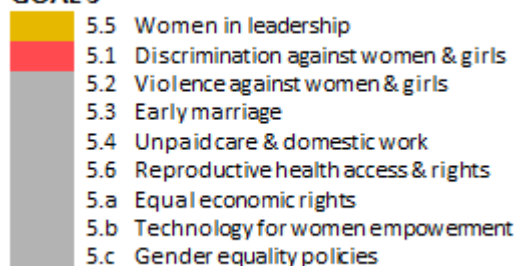 5.5 Women in leadership
5.1 Discrimination against women & girls
5.2 Violence against women & girls
5.3 Early marriage
5.4 Unpaid care & domestic work
5.6 Reproductive health access & rights
5.a Equal economic rights
5.b Technology for women empowerment
5.c Gender equality policies